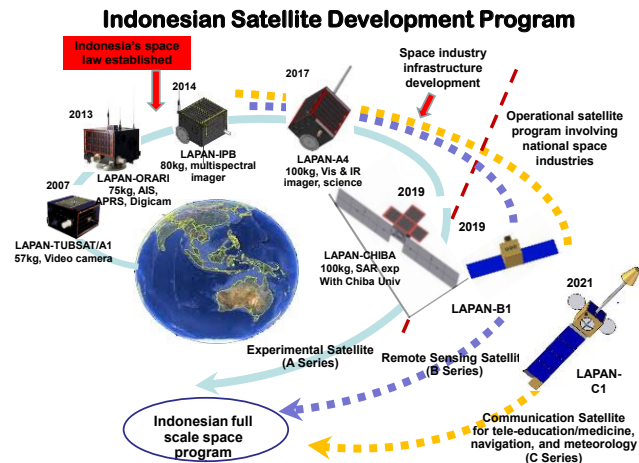 Indonesian Satellite Development Program
Indonesia's space
law established
2014
2017
Space industry
infrastructure
development
2013
Operational satellite
program involving
national space
industries
LAPAN-IPB
80kg, multispectral
imager
LAPAN-A4
100kg, Vis & IR
imager, science
LAPAN-ORARI
75kg, AIS,
APRS, Digicam
2007
2019
2019
LAPAN-TUBSAT/A1
57kg, Video camera
LAPAN-CHIBA
100kg, SAR exp
With Chiba Univ
2021
LAPAN-B1
Experimental Satellite
(A Series)
Remote Sensing Satellit
(B Series)
LAPAN-
C1
Indonesian full
scale space
program
Communication Satellite
for tele-education/medicine,
navigation, and meteorology
(C Series)